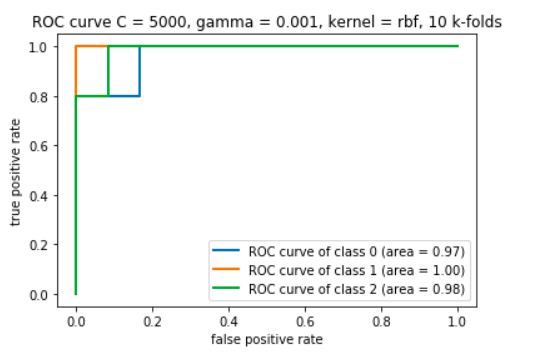 ROC curve C = 5000, gamma = 0.001, kernel = rbf, 10 k-folds
1.0
0.8
0.6
0.4
0.2
0.0
true positive rate
ROC curve of class 0 (area = 0.97)
ROC curve of class 1 (area = 1.00)
ROC curve of class 2 (area = 0.98)
0.0 0.2 0.4 0.6 0.8 1.0
false positive rate